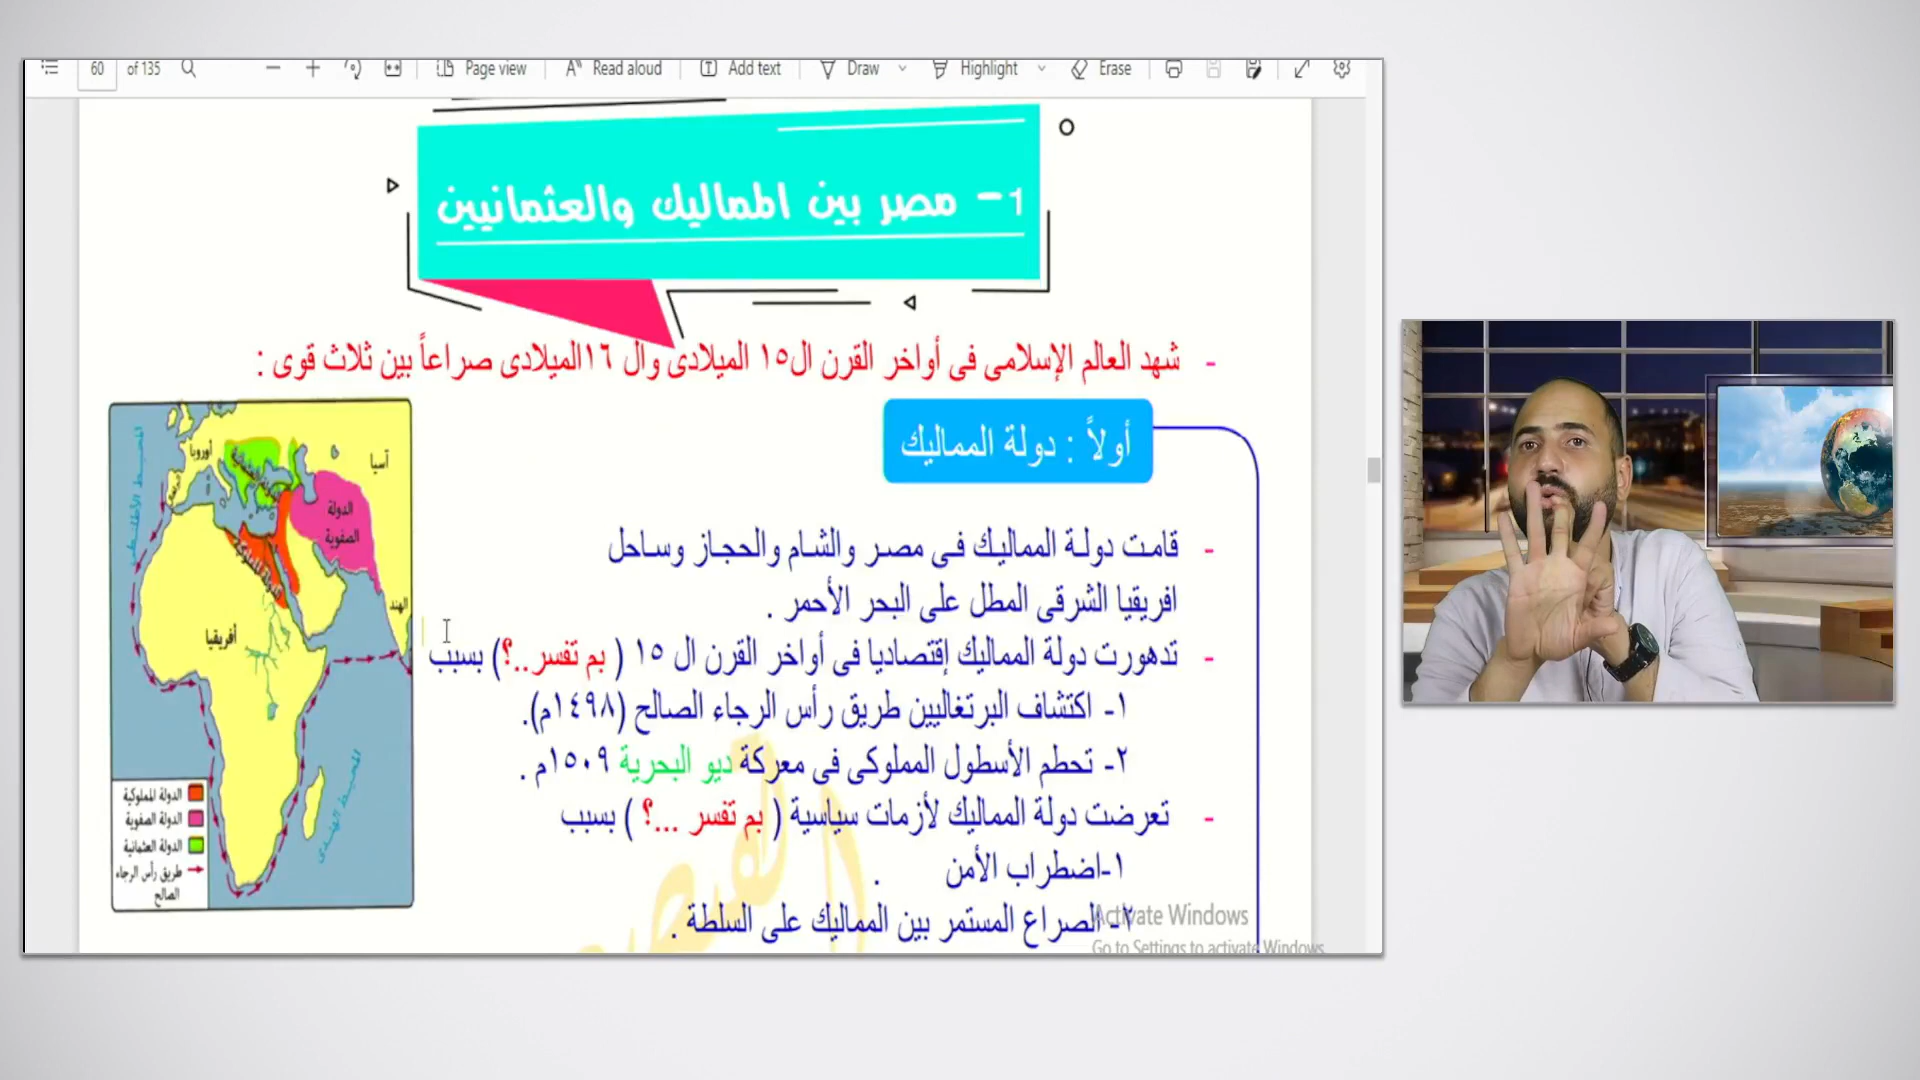 60 of 135 Page view Read aloud Add text Draw Highlight Erase
1- مصر بين المماليك والعثمانيين
- شهد العالم الإسلامى فى أواخر القرن ال١٥ الميلادى وال ١٦الميلادى صراعاً بين ثلاث قوى :
أولاً : دولة المماليك
- قامت دولة المماليك فى مصر والشام والحجاز وساحل
افريقيا الشرقى المطل على البحر الأحمر .
- تدهورت دولة المماليك إقتصاديا فى أواخر القرن ال ١٥ ( بم تفسر..؟) بسبب
١- اكتشاف البرتغاليين طريق رأس الرجاء الصالح (١٤٩٨م).
٢- تحطم الأسطول المملوكى فى معركة ديو البحرية ١٥٠٩م .
- تعرضت دولة المماليك لأزمات سياسية ( بم تفسر ...؟ ) بسبب
١-اضطراب الأمن .
٢- الصراع المستمر بين المماليك على السلطة .
أوروبا
آسيا
الدولة
الصفوية
الهند
أفريقيا
المحيط الأطلنطى
المحيط الهندى
الدولة المملوكية
الدولة الصفوية
الدولة العثمانية
طريق رأس الرجاء
الصالح
Activate Windows
Go to Settings to activate Windows.